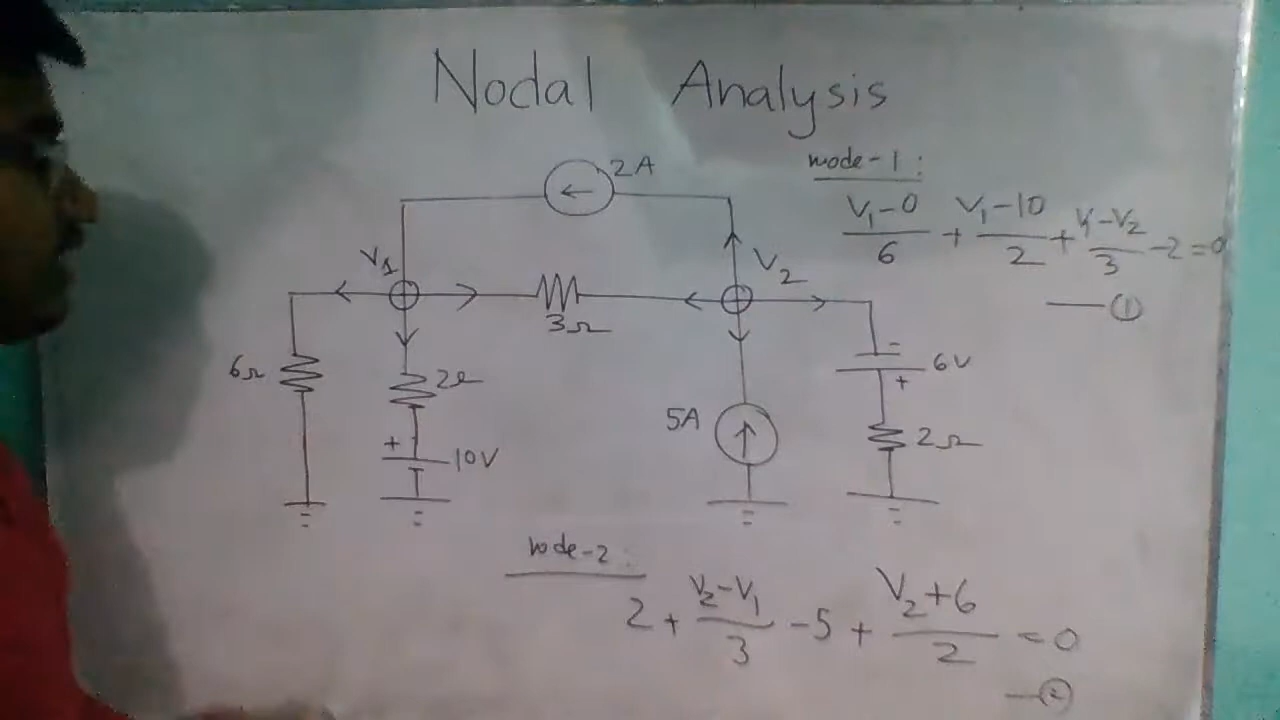 Nodal Analysis
2A
node-1:
V₁-0/6 + V₁-10/2 + V₁-V₂/3 -2=0
—①
V₁
V₂
3Ω
6Ω
2Ω
+
10V
5A
-
6V
+
2Ω
node-2:
2 + V₂-V₁/3 -5 + V₂+6/2 =0
—②